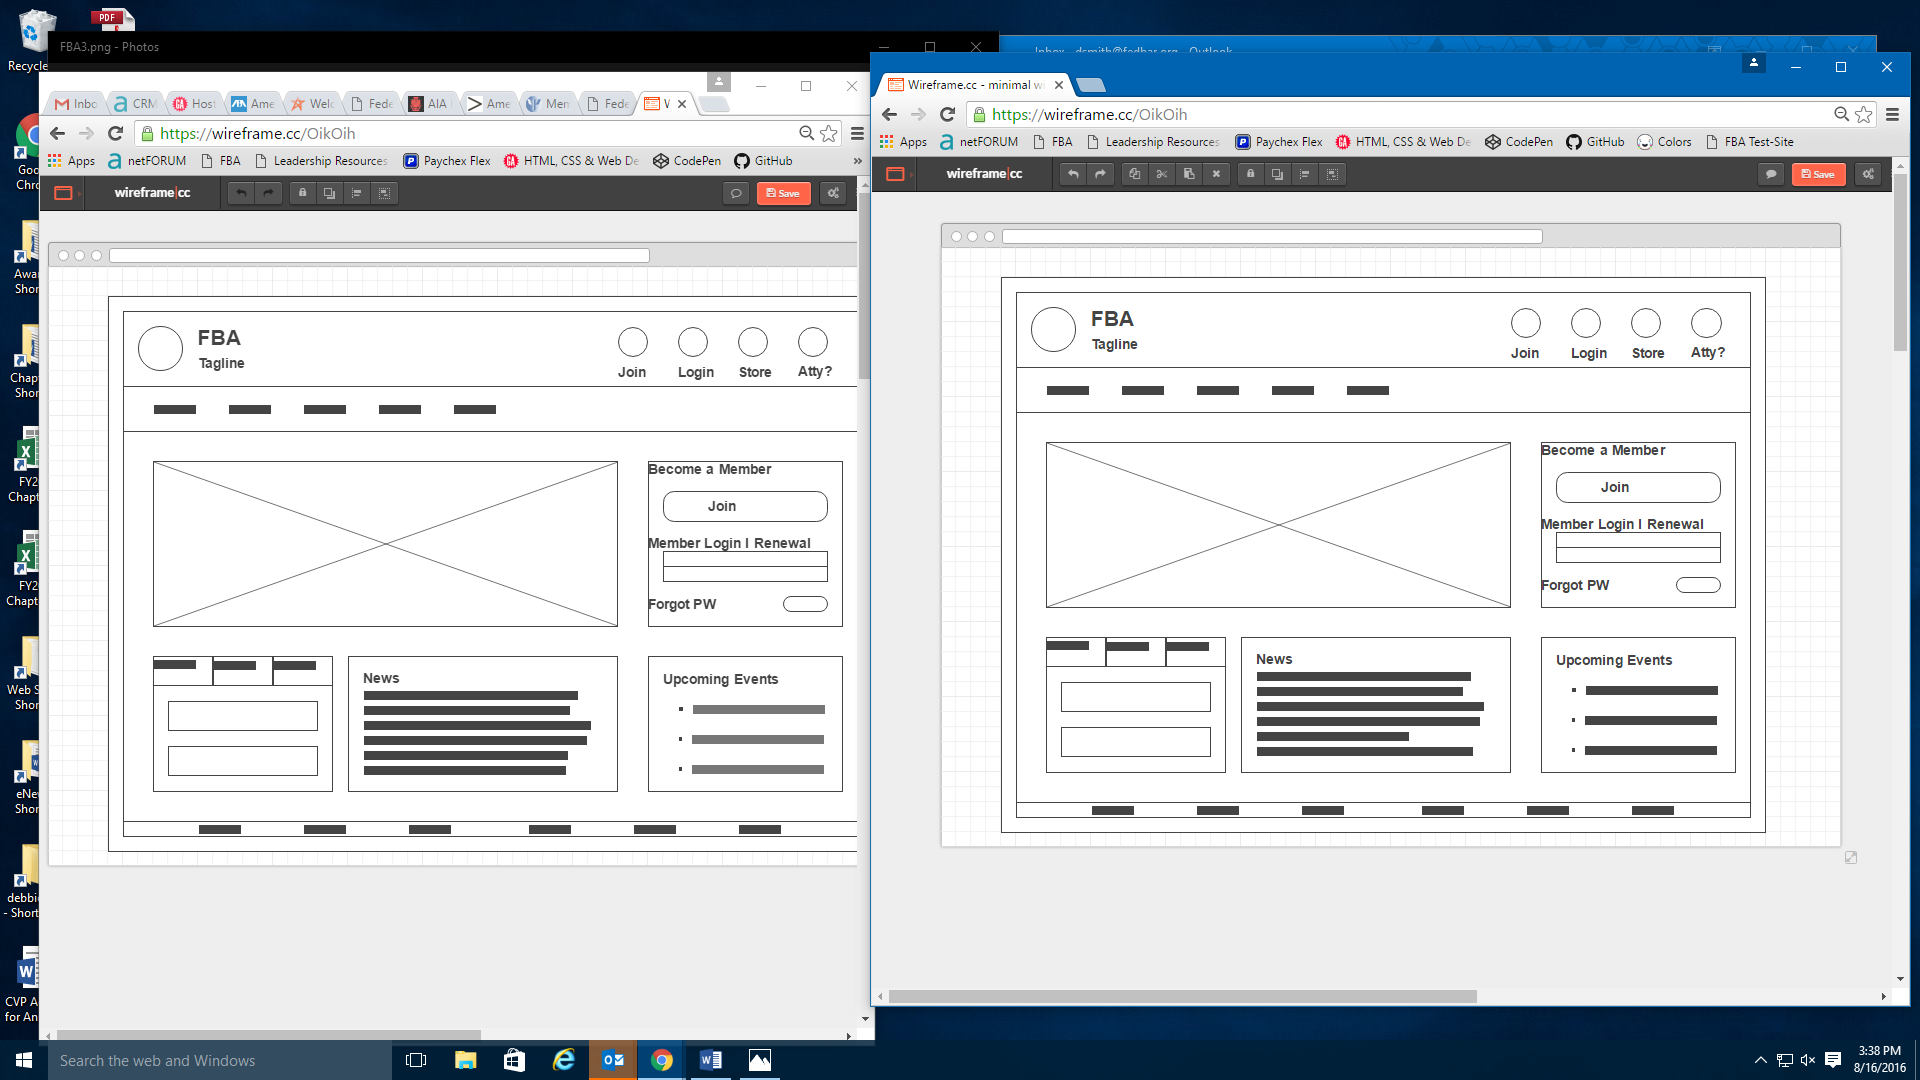 PDF
Recycle
Goo
Chro
Awar
Shor
Chapt
Shor
FY2
Chapt
FY2
Chapte
Web S
Shor
eNev
Shor
debbie
- Short
CVP A
for An
FBA3.png - Photos
Inbox - dsmith@fedbar.org - Outlook
Inbo
CRM
Host
Ame
Welc
Fede
AIA
Ame
Mem
Fede
W
https://wireframe.cc/OikOih
Apps
netFORUM
FBA
Leadership Resources
Paychex Flex
HTML, CSS & Web De
CodePen
GitHub
»
wireframe|cc
Save
FBA
Tagline
Join
Login
Store
Atty?
Become a Member
Join
Member Login I Renewal
Forgot PW
News
Upcoming Events
Wireframe.cc - minimal w
https://wireframe.cc/OikOih
Apps
netFORUM
FBA
Leadership Resources
Paychex Flex
HTML, CSS & Web De
CodePen
GitHub
Colors
FBA Test-Site
wireframe|cc
Save
FBA
Tagline
Join
Login
Store
Atty?
Become a Member
Join
Member Login I Renewal
Forgot PW
News
Upcoming Events
Search the web and Windows
3:38 PM
8/16/2016